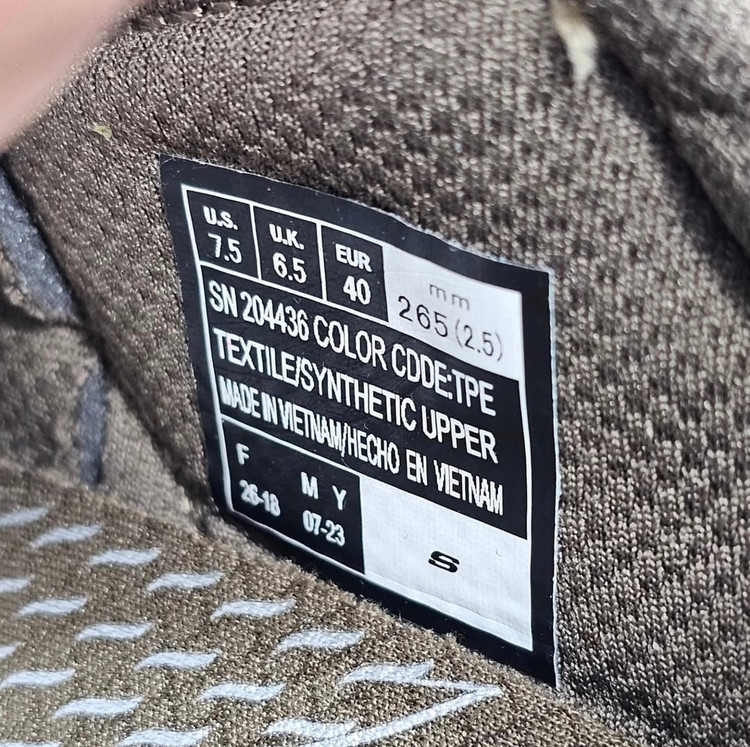 U.S. U.K. EUR mm
7.5 6.5 40 265(2.5)
SN 204436 COLOR CDDE:TPE
TEXTILE/SYNTHETIC UPPER
MADE IN VIETNAM/HECHO EN VIETNAM
F M Y
26-18 07-23
S